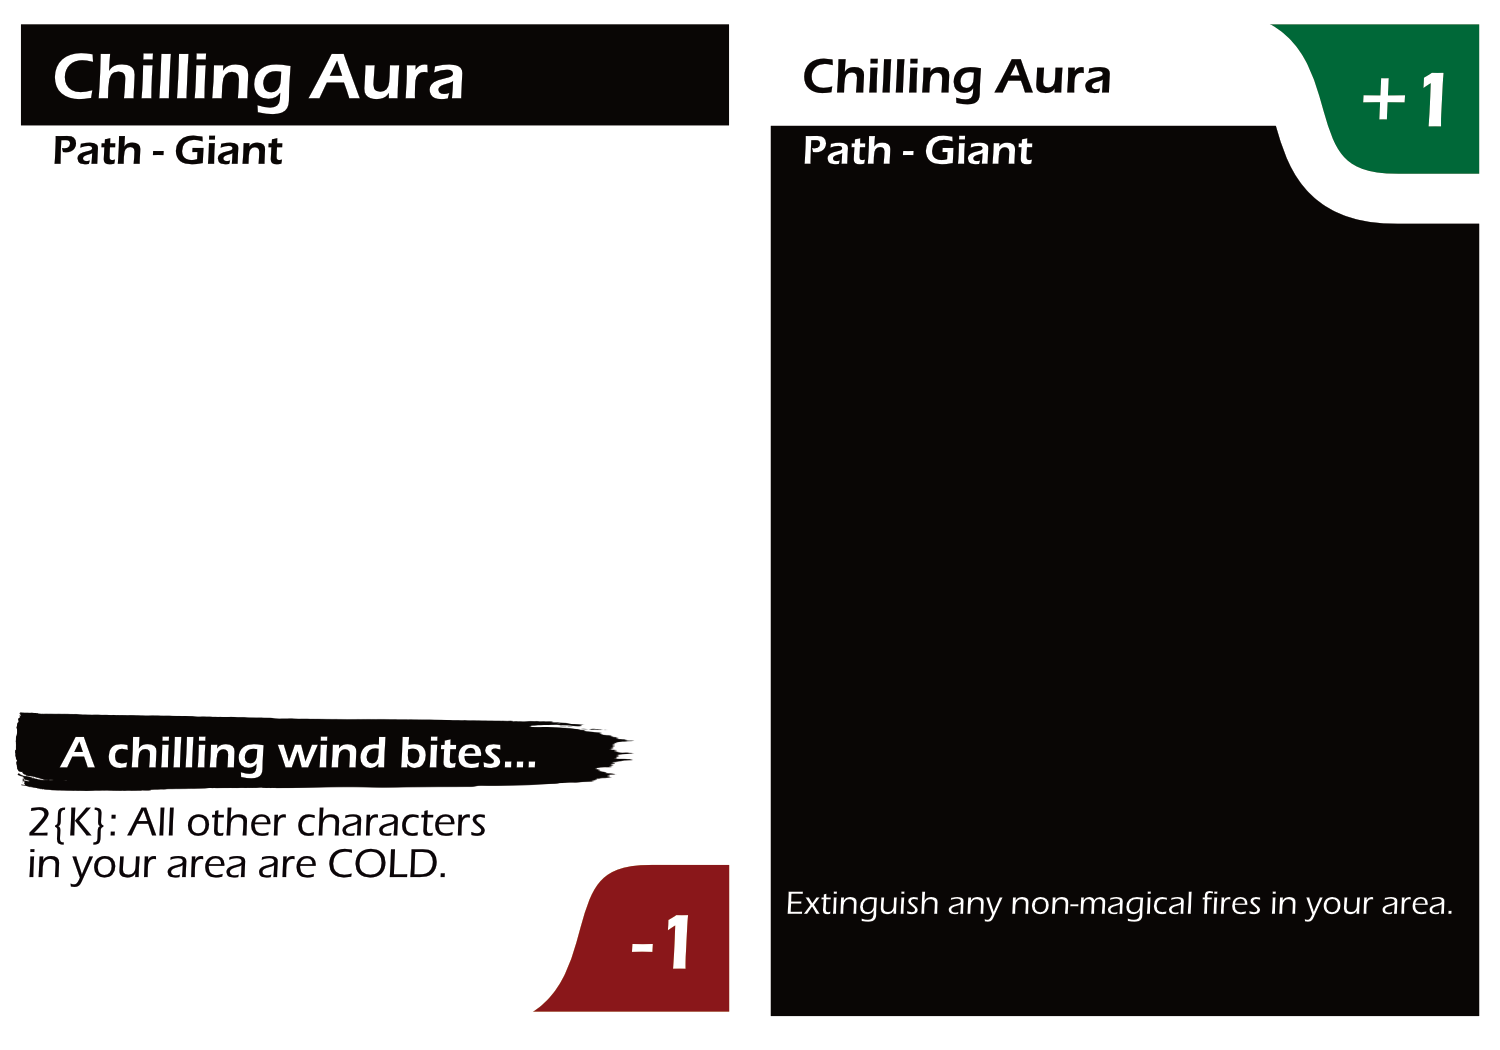 Chilling Aura
Path - Giant
A chilling wind bites...
2{K}: All other characters
in your area are COLD.
-1
Chilling Aura
+1
Path - Giant
Extinguish any non-magical fires in your area.